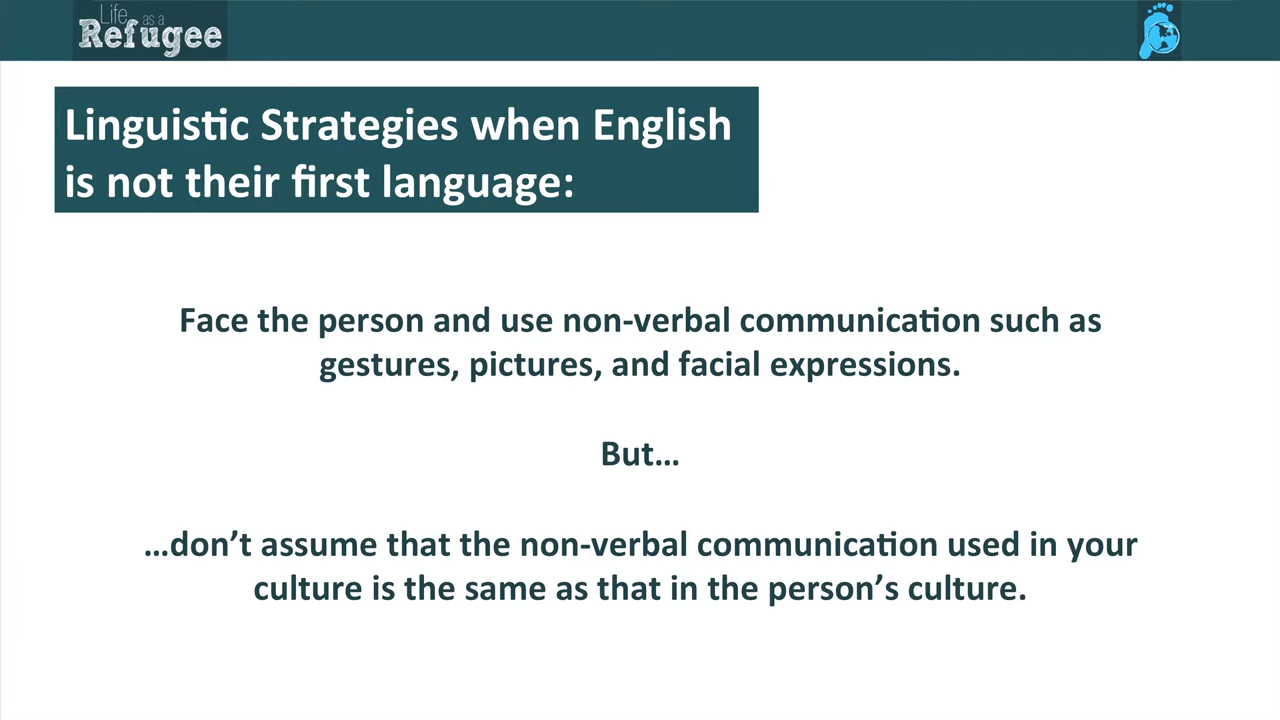 Life as a
Refugee
Linguistic Strategies when English
is not their first language:
Face the person and use non-verbal communication such as
gestures, pictures, and facial expressions.
But…
…don’t assume that the non-verbal communication used in your
culture is the same as that in the person’s culture.